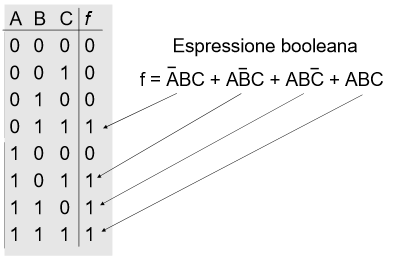 A B C f
0 0 0 0
0 0 1 0
0 1 0 0
0 1 1 1
1 0 0 0
1 0 1 1
1 1 0 1
1 1 1 1
Espressione booleana
f = A̅BC + AB̅C + ABC̅ + ABC